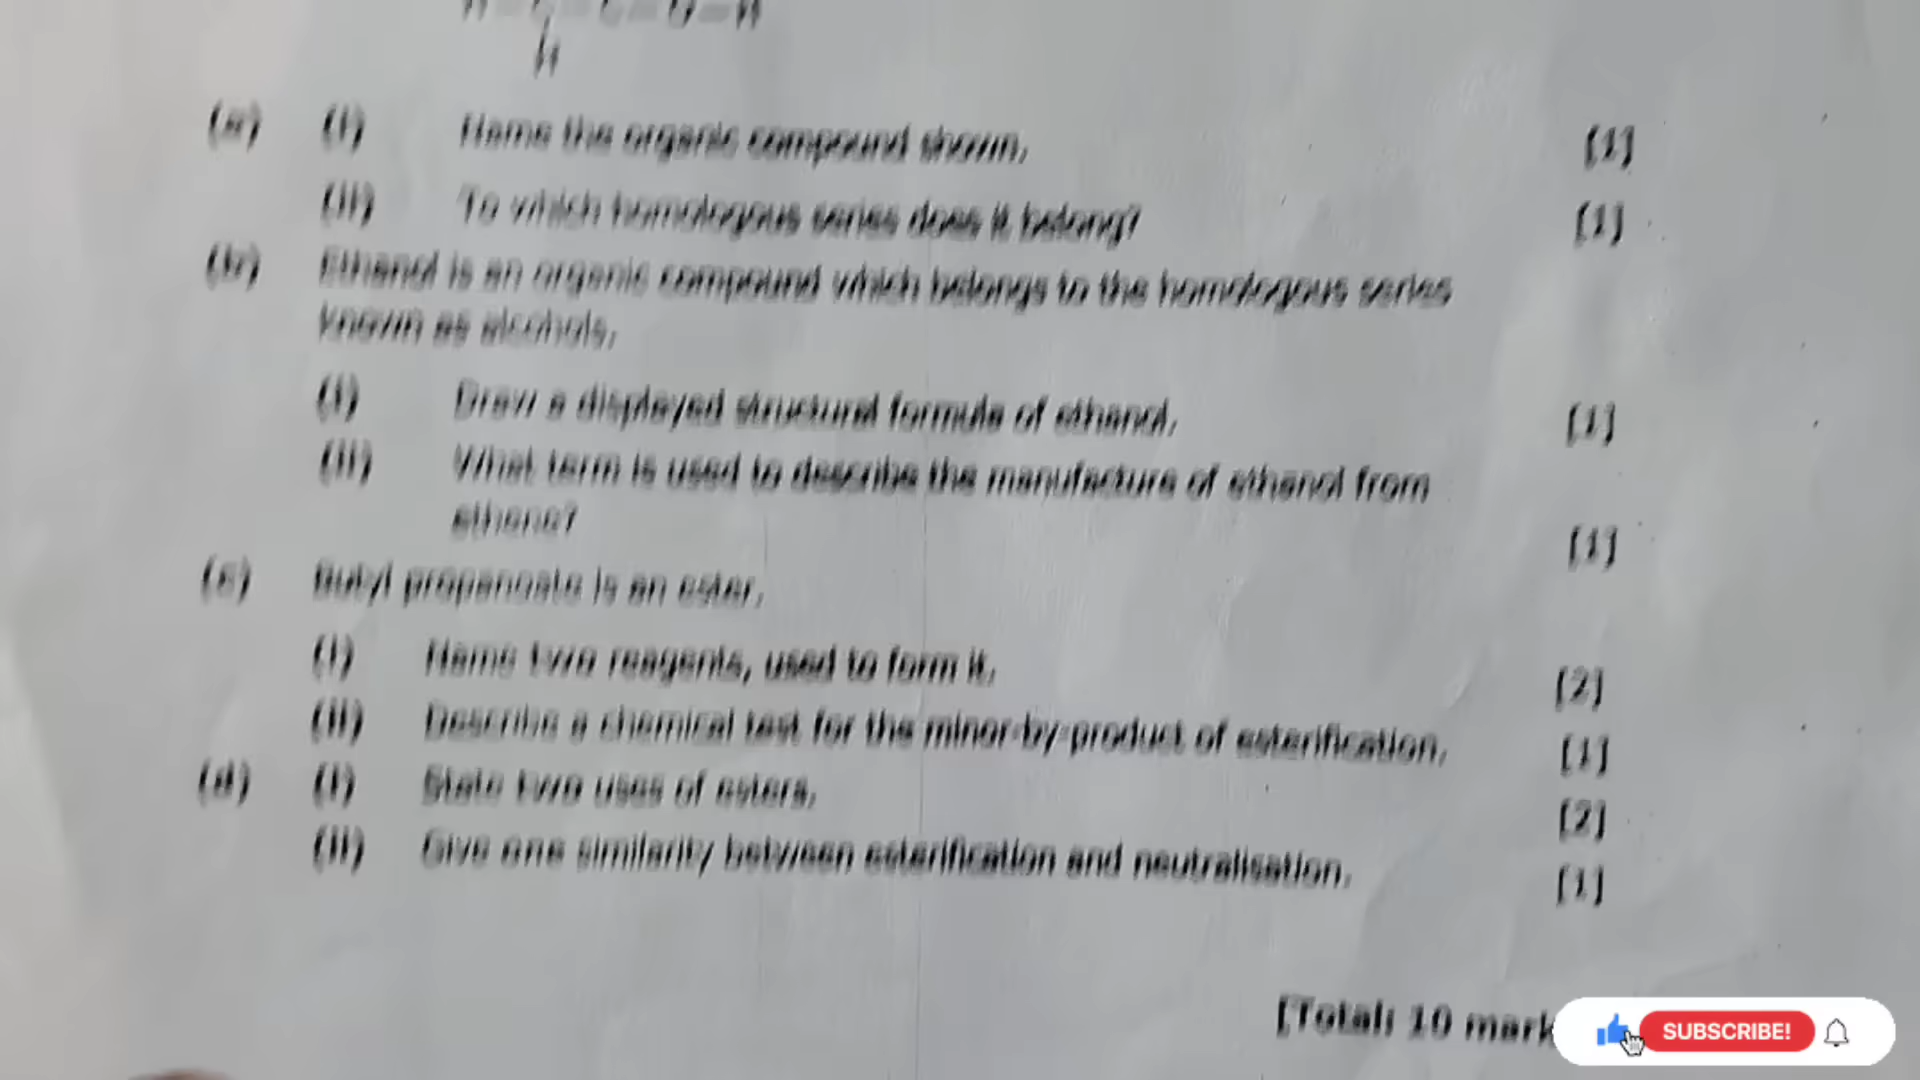 H-C-C-O-H
H
(a) (i) Name the organic compound shown. [1]
(ii) To which homologous series does it belong? [1]
(b) Ethanol is an organic compound which belongs to the homologous series
known as alcohols.
(i) Draw a displayed structural formula of ethanol. [1]
(ii) What term is used to describe the manufacture of ethanol from
ethene? [1]
(c) Butyl propanoate is an ester.
(i) Name two reagents, used to form it. [2]
(ii) Describe a chemical test for the minor-by-product of esterification. [1]
(d) (i) State two uses of esters. [2]
(ii) Give one similarity between esterification and neutralisation. [1]
[Total: 10 mark
SUBSCRIBE!